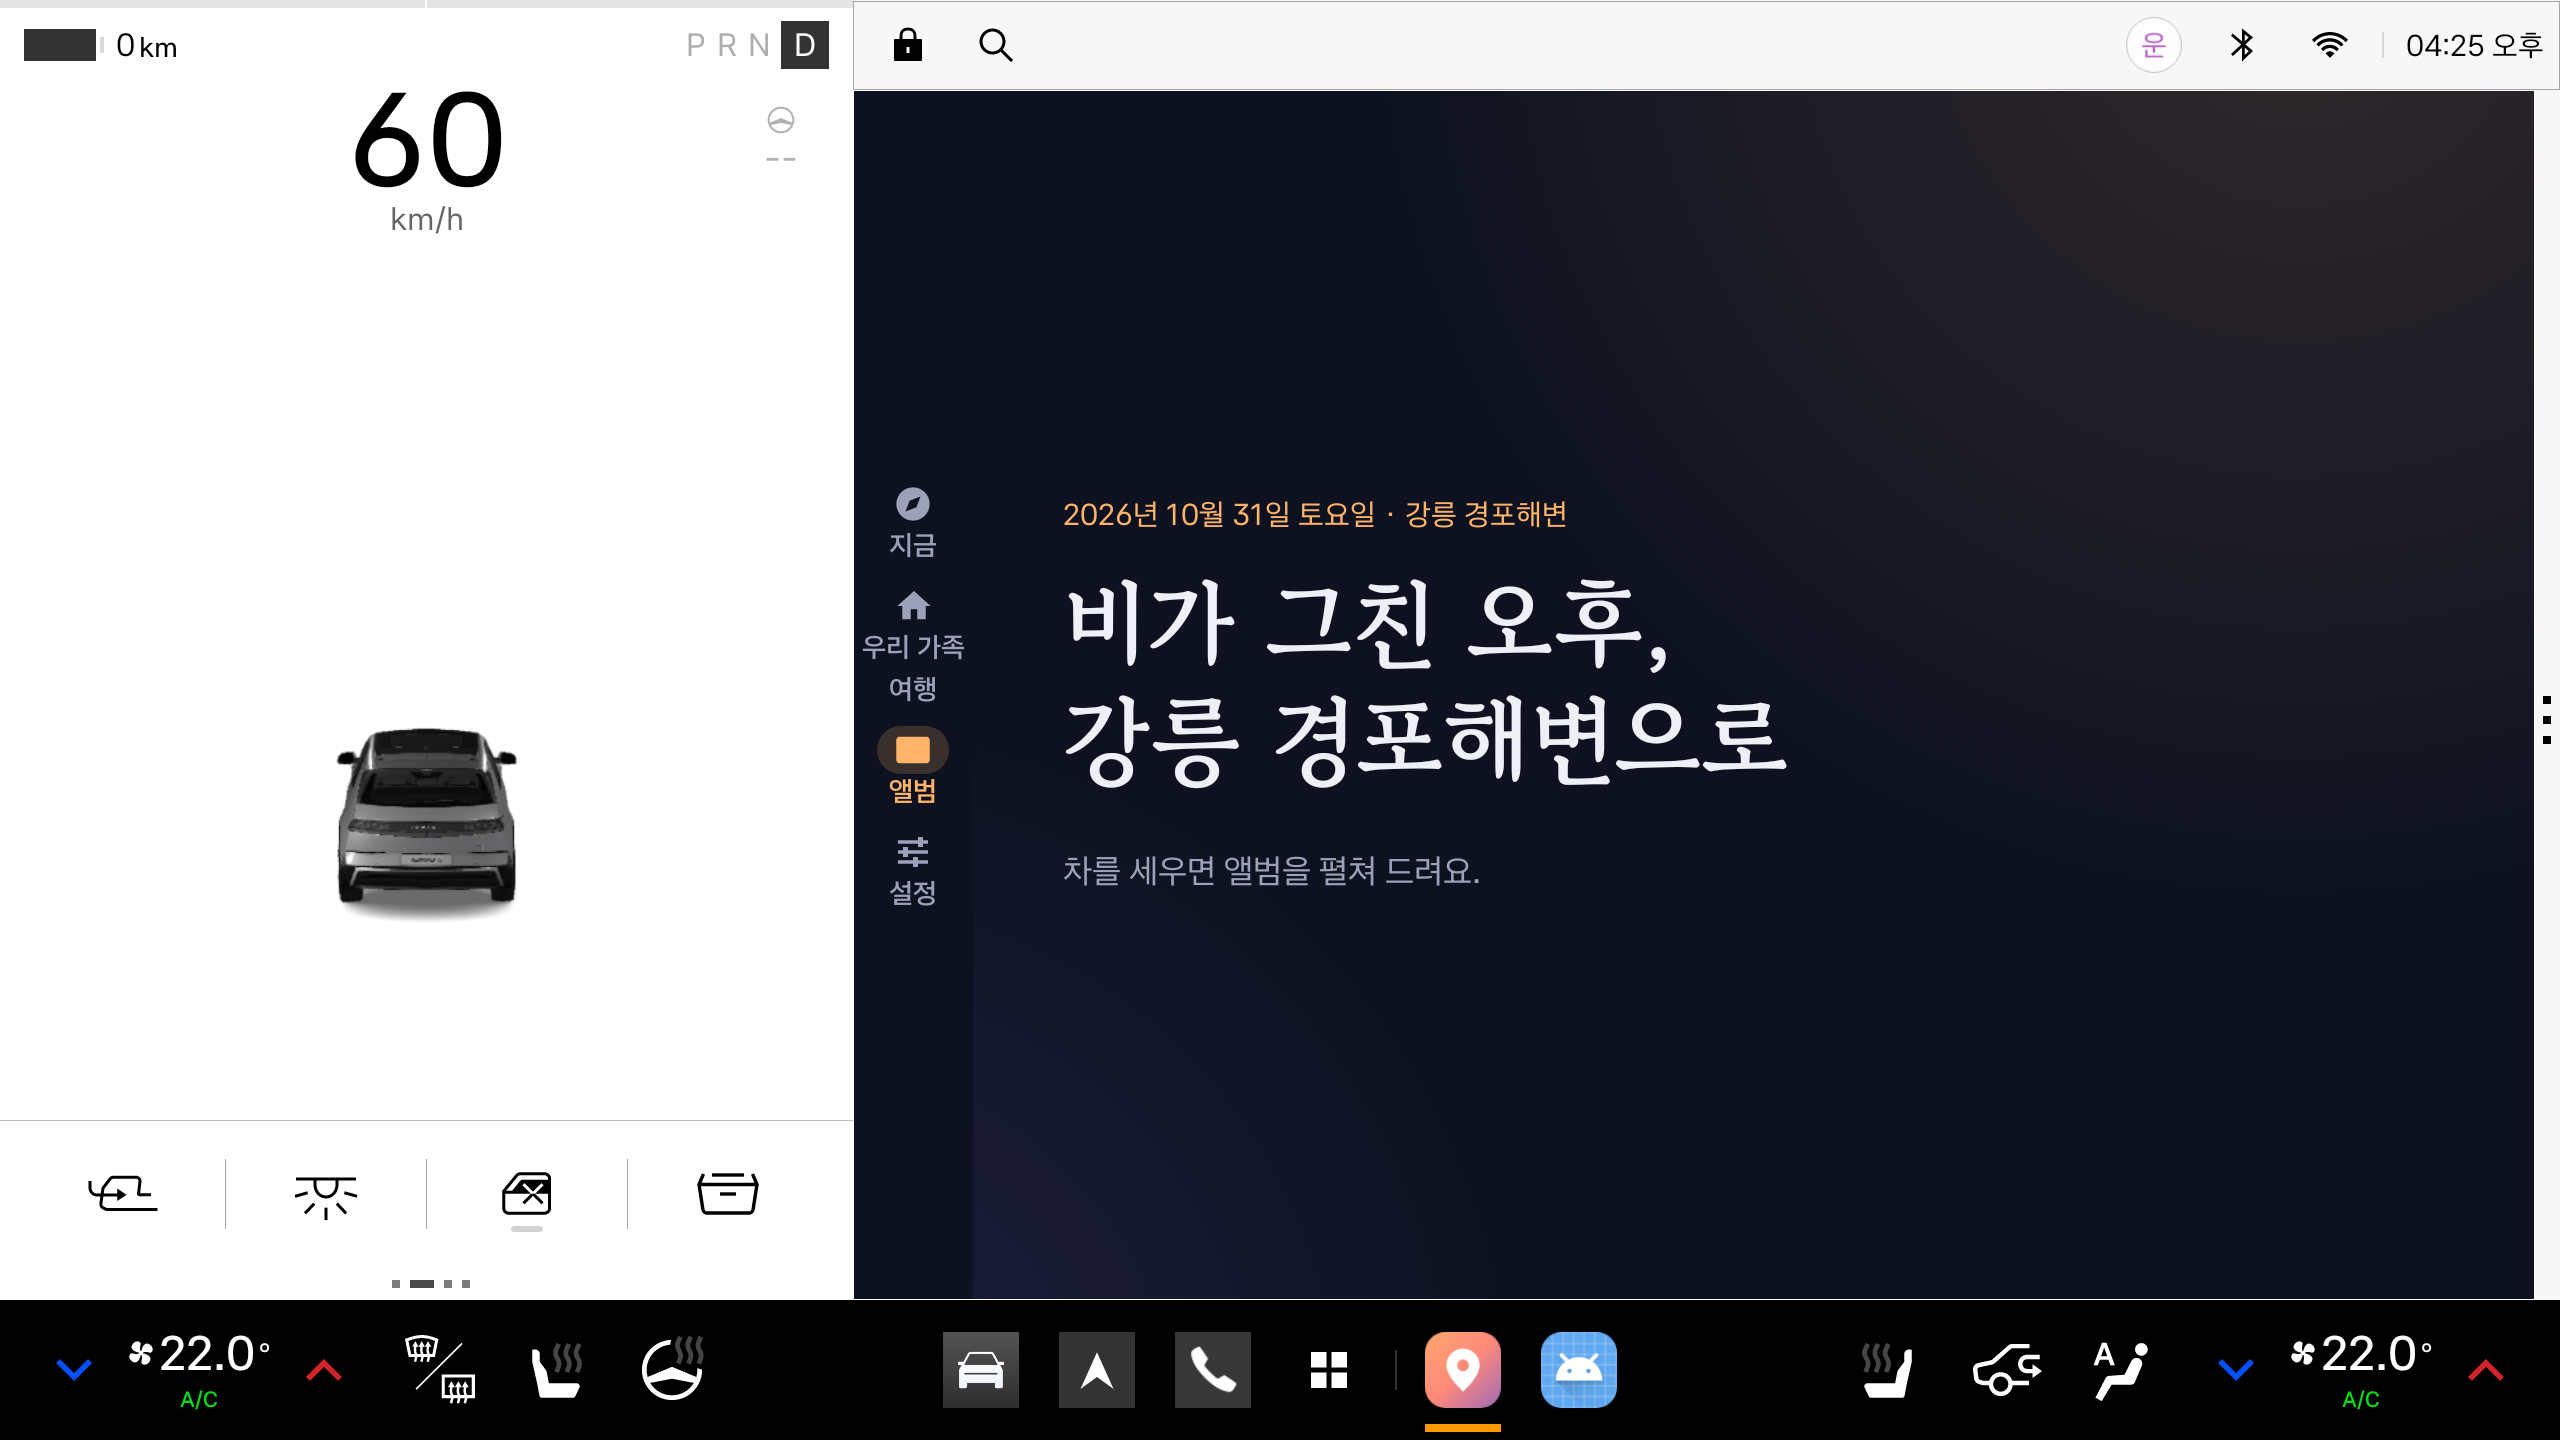 0 km
P R N D
60
km/h
--
운
04:25 오후
2026년 10월 31일 토요일 · 강릉 경포해변
비가 그친 오후,
강릉 경포해변으로
차를 세우면 앨범을 펼쳐 드려요.
지금
우리 가족
여행
앨범
설정
22.0°
A/C
A
22.0°
A/C